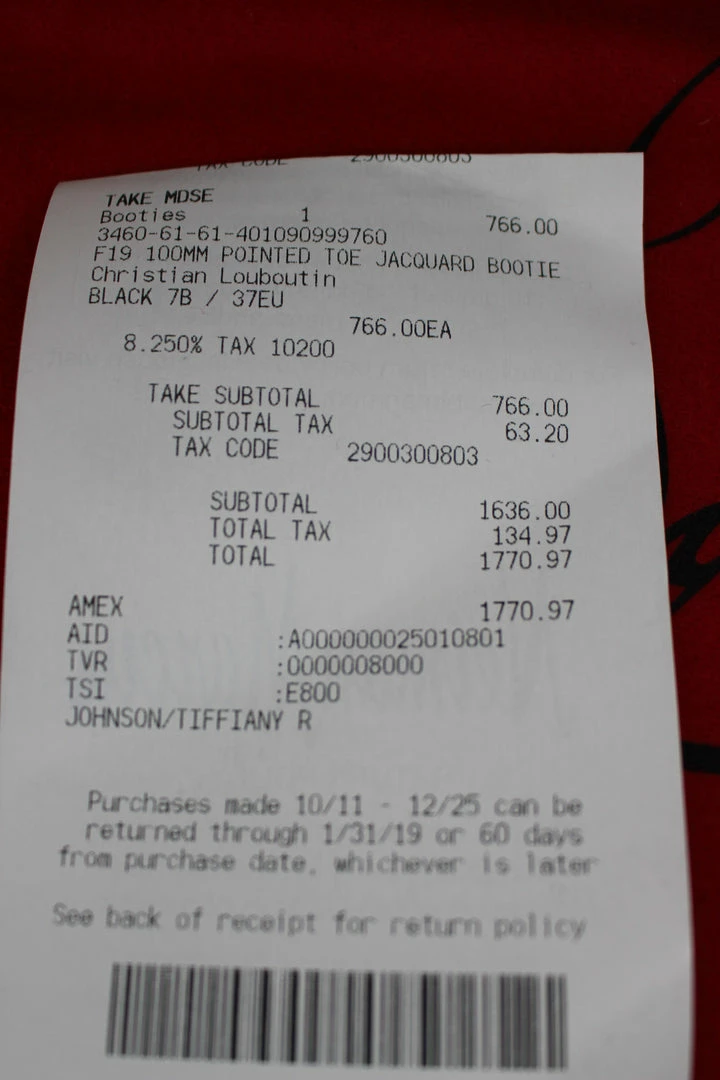 TAX CODE 2900300803
TAKE MDSE
Booties 1 766.00
3460-61-61-401090999760
F19 100MM POINTED TOE JACQUARD BOOTIE
Christian Louboutin
BLACK 7B / 37EU
766.00EA
8.250% TAX 10200
TAKE SUBTOTAL 766.00
SUBTOTAL TAX 63.20
TAX CODE 2900300803
SUBTOTAL 1636.00
TOTAL TAX 134.97
TOTAL 1770.97
AMEX 1770.97
AID :A000000025010801
TVR :0000008000
TSI :E800
JOHNSON/TIFFIANY R
Purchases made 10/11 - 12/25 can be
returned through 1/31/19 or 60 days
from purchase date, whichever is later
See back of receipt for return policy